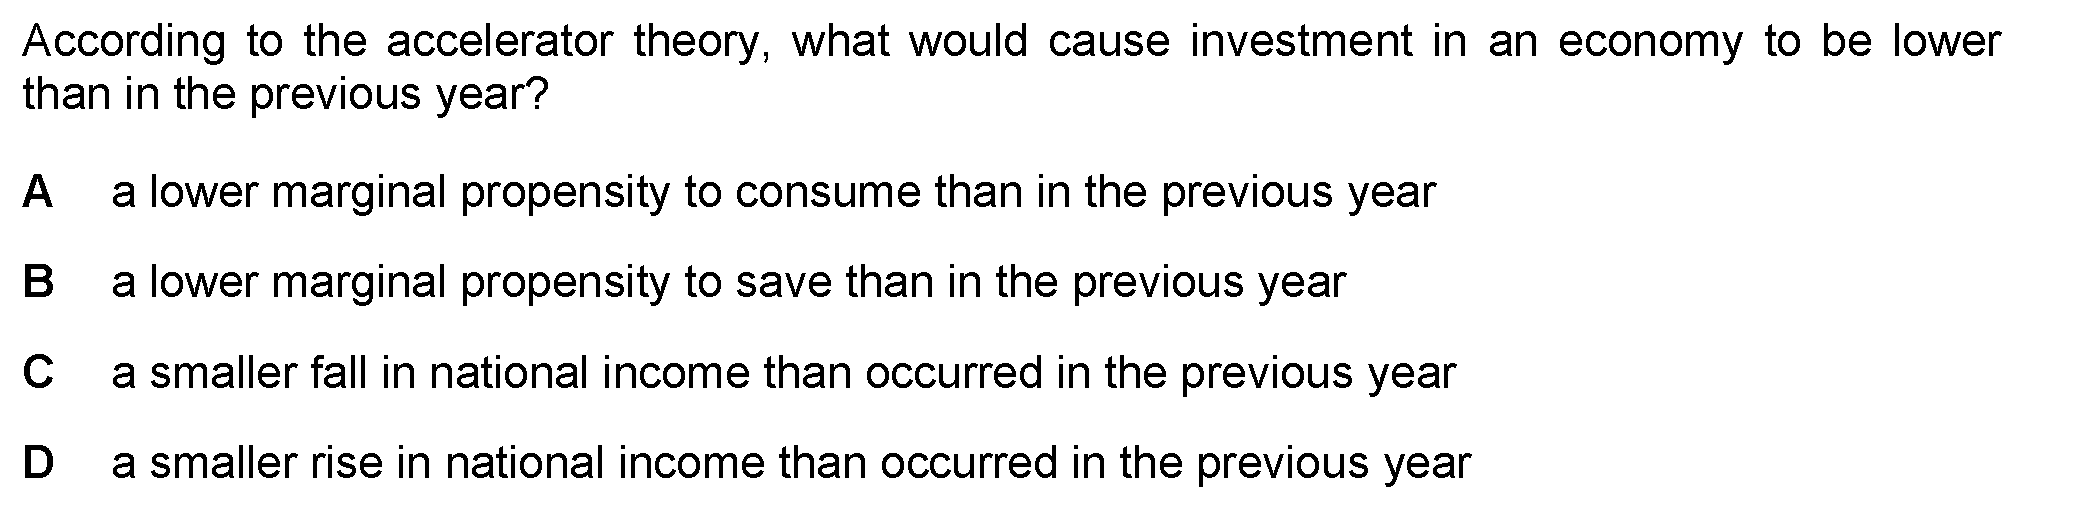 According to the accelerator theory, what would cause investment in an economy to be lower
than in the previous year?
A a lower marginal propensity to consume than in the previous year
B a lower marginal propensity to save than in the previous year
C a smaller fall in national income than occurred in the previous year
D a smaller rise in national income than occurred in the previous year